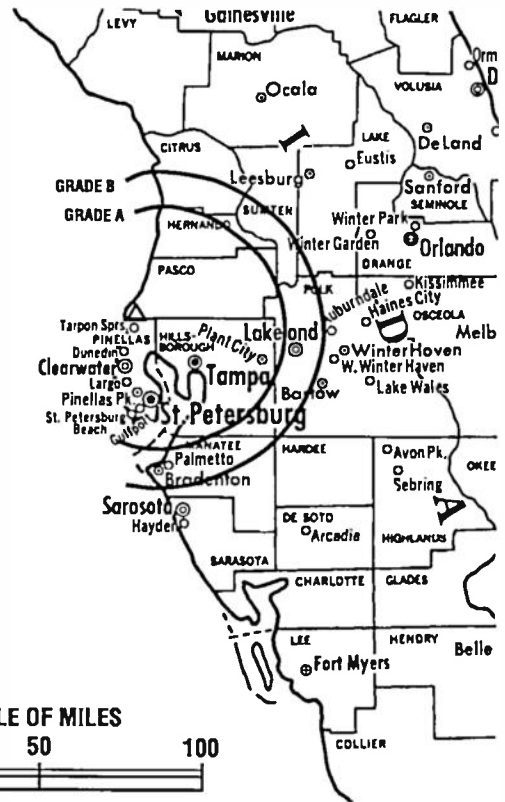 Gainesville
FLAGLER
LEVY
MARION
Orm
D
VOLUSIA
Ocala
I
DeLand
CITRUS
LAKE
Eustis
Leesburg
Sanford
SEMINOLE
GRADE B
GRADE A
SUMTER
HERNANDO
Winter Park
Winter Garden
Orlando
ORANGE
PASCO
Kissimmee
POLK
Auburndale
Haines City
OSCEOLA
D
Melb
Tarpon Sprs.
PINELLAS
HILLS-
BOROUGH
Plant City
Lakeland
Dunedin
Clearwater
Tampa
Winter Haven
W. Winter Haven
Largo
Bartow
Lake Wales
Pinellas Pk.
St. Petersburg
St. Petersburg
Beach
Gulfport
MANATEE
HARDEE
Palmetto
Bradenton
Avon Pk.
OKEE
Sebring
A
Sarasota
Hayden
DE SOTO
Arcadia
HIGHLANDS
SARASOTA
CHARLOTTE
GLADES
LEE
HENDRY
Belle
Fort Myers
LE OF MILES
50
100
COLLIER